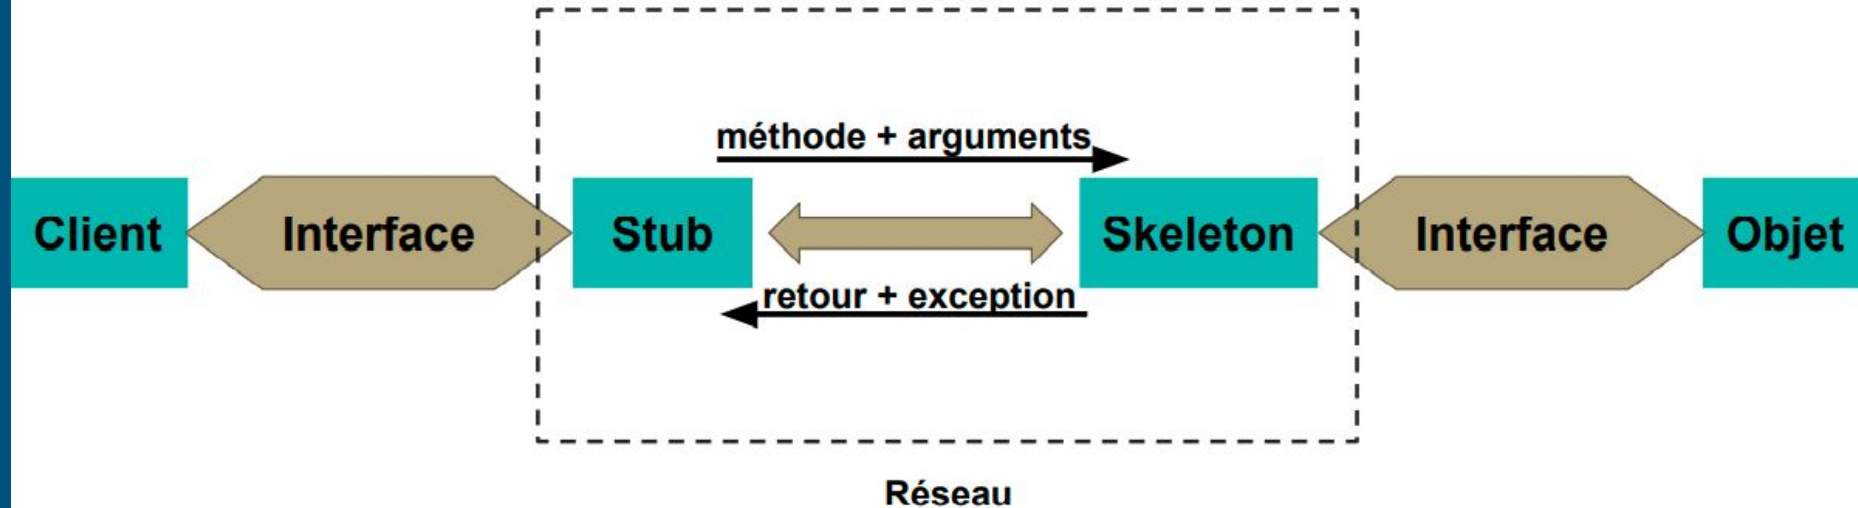 méthode + arguments
Client
Interface
Stub
Skeleton
Interface
Objet
retour + exception
Réseau